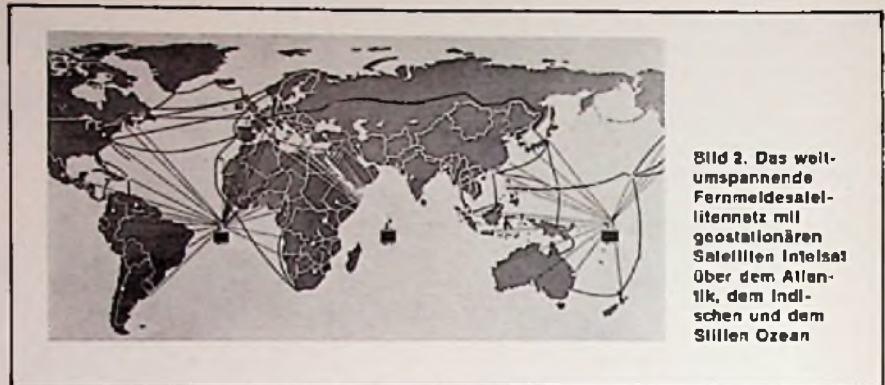 Bild 2. Das welt-
umspannende
Fernmeldesatel-
litennetz mit
geostationären
Satelliten Intelsat
über dem Atlan-
tik, dem Indi-
schen und dem
Stillen Ozean